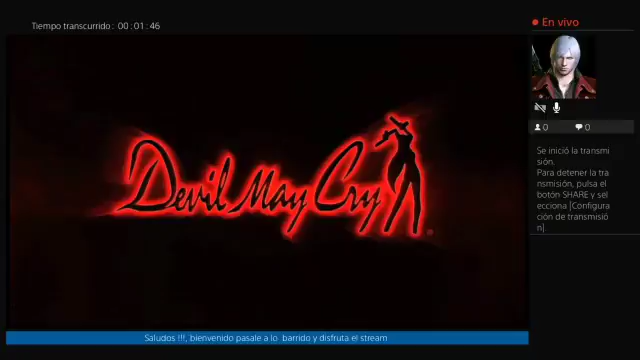 Tiempo transcurrido: 00:01:46
En vivo
Devil May Cry
0 0
Se inició la transmi
sión.
Para detener la tra
nsmisión, pulsa el
botón SHARE y sel
ecciona [Configura
ción de transmisió
n].
Saludos !!!, bienvenido pasale a lo barrido y disfruta el stream